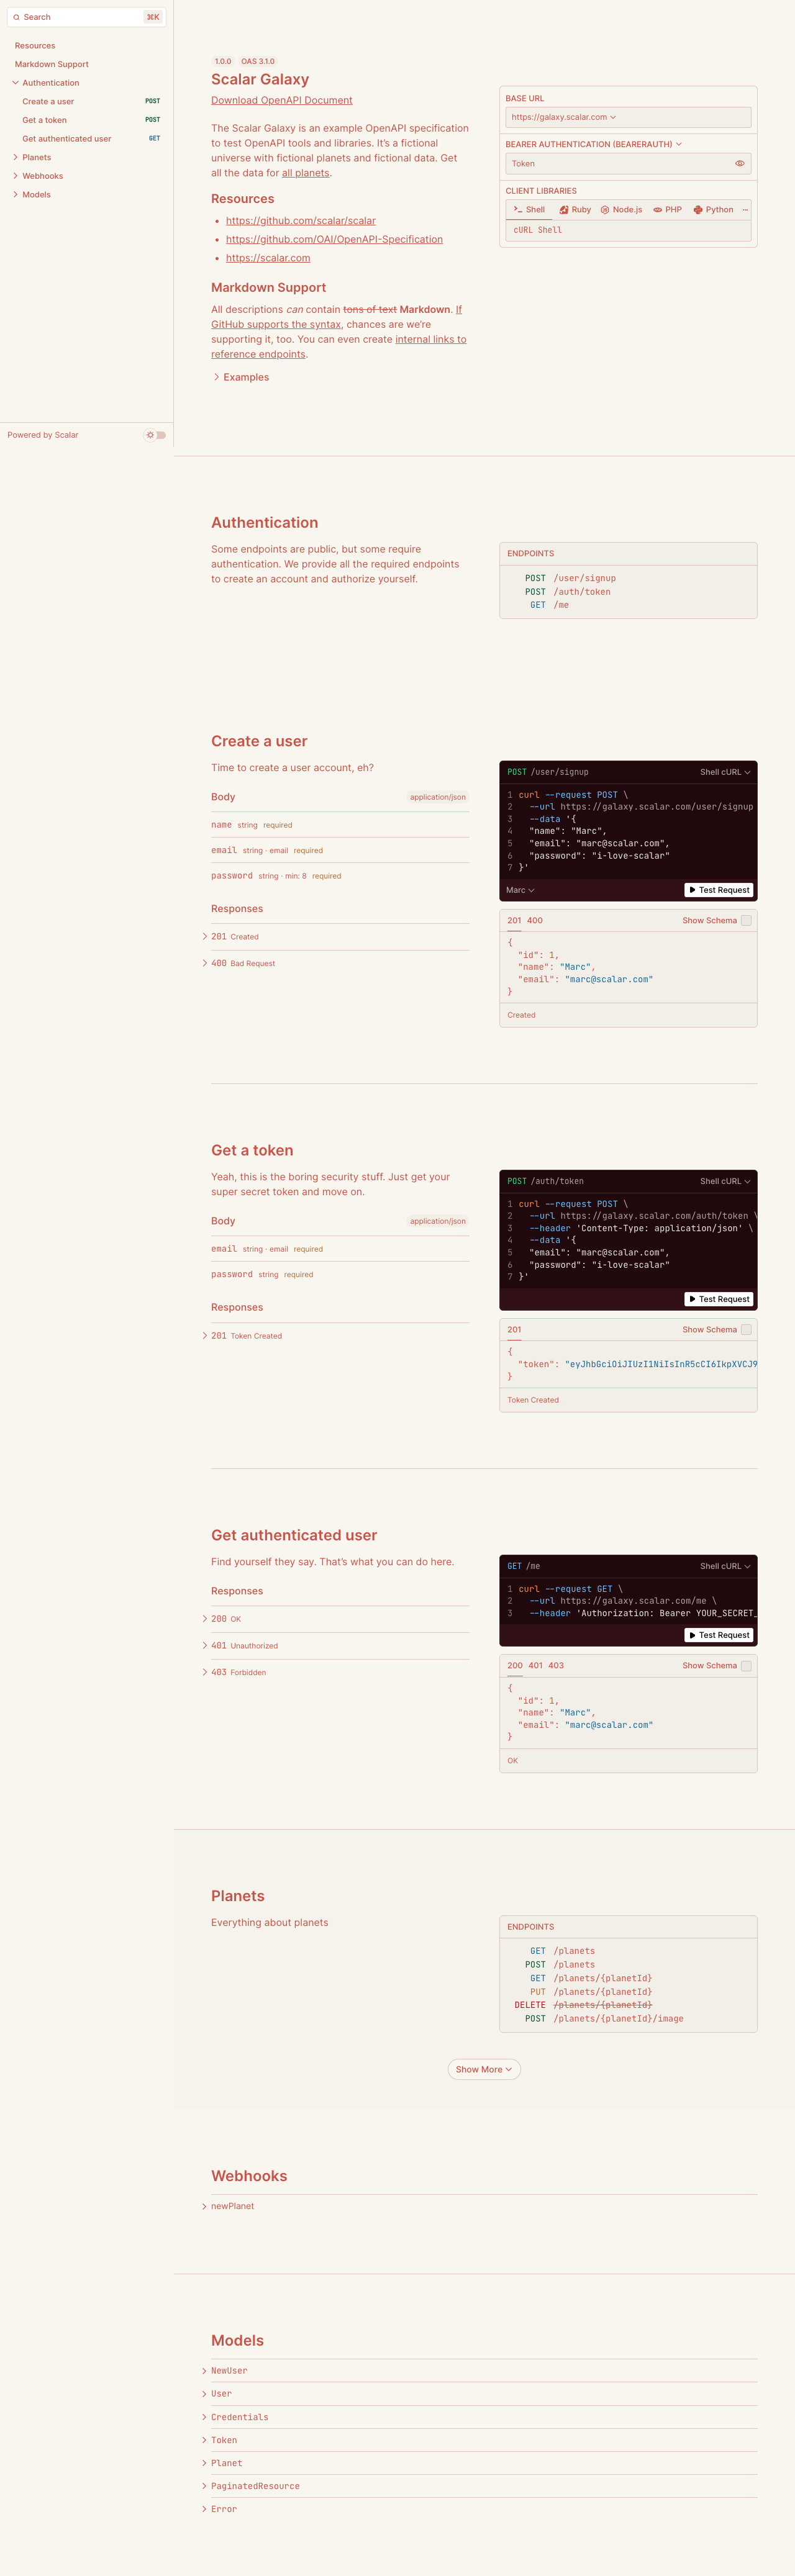 Search ⌘K
Resources
Markdown Support
Authentication
Create a user POST
Get a token POST
Get authenticated user GET
Planets
Webhooks
Models
Powered by Scalar
1.0.0 OAS 3.1.0
Scalar Galaxy
Download OpenAPI Document
The Scalar Galaxy is an example OpenAPI specification
to test OpenAPI tools and libraries. It's a fictional
universe with fictional planets and fictional data. Get
all the data for all planets.
Resources
• https://github.com/scalar/scalar
• https://github.com/OAI/OpenAPI-Specification
• https://scalar.com
Markdown Support
All descriptions can contain tons of text Markdown. If
GitHub supports the syntax, chances are we're
supporting it, too. You can even create internal links to
reference endpoints.
Examples
BASE URL
https://galaxy.scalar.com
BEARER AUTHENTICATION (BEARERAUTH)
Token
CLIENT LIBRARIES
Shell Ruby Node.js PHP Python ...
cURL Shell
Authentication
Some endpoints are public, but some require
authentication. We provide all the required endpoints
to create an account and authorize yourself.
ENDPOINTS
POST /user/signup
POST /auth/token
GET /me
Create a user
Time to create a user account, eh?
Body application/json
name string required
email string · email required
password string · min: 8 required
Responses
201 Created
400 Bad Request
POST /user/signup Shell cURL
1 curl --request POST \
2 --url https://galaxy.scalar.com/user/signup
3 --data '{
4 "name": "Marc",
5 "email": "marc@scalar.com",
6 "password": "i-love-scalar"
7 }'
Marc Test Request
201 400 Show Schema
{
"id": 1,
"name": "Marc",
"email": "marc@scalar.com"
}
Created
Get a token
Yeah, this is the boring security stuff. Just get your
super secret token and move on.
Body application/json
email string · email required
password string required
Responses
201 Token Created
POST /auth/token Shell cURL
1 curl --request POST \
2 --url https://galaxy.scalar.com/auth/token \
3 --header 'Content-Type: application/json' \
4 --data '{
5 "email": "marc@scalar.com",
6 "password": "i-love-scalar"
7 }'
Test Request
201 Show Schema
{
"token": "eyJhbGciOiJIUzI1NiIsInR5cCI6IkpXVCJ9
}
Token Created
Get authenticated user
Find yourself they say. That's what you can do here.
Responses
200 OK
401 Unauthorized
403 Forbidden
GET /me Shell cURL
1 curl --request GET \
2 --url https://galaxy.scalar.com/me \
3 --header 'Authorization: Bearer YOUR_SECRET_
Test Request
200 401 403 Show Schema
{
"id": 1,
"name": "Marc",
"email": "marc@scalar.com"
}
OK
Planets
Everything about planets
ENDPOINTS
GET /planets
POST /planets
GET /planets/{planetId}
PUT /planets/{planetId}
DELETE /planets/{planetId}
POST /planets/{planetId}/image
Show More
Webhooks
newPlanet
Models
NewUser
User
Credentials
Token
Planet
PaginatedResource
Error